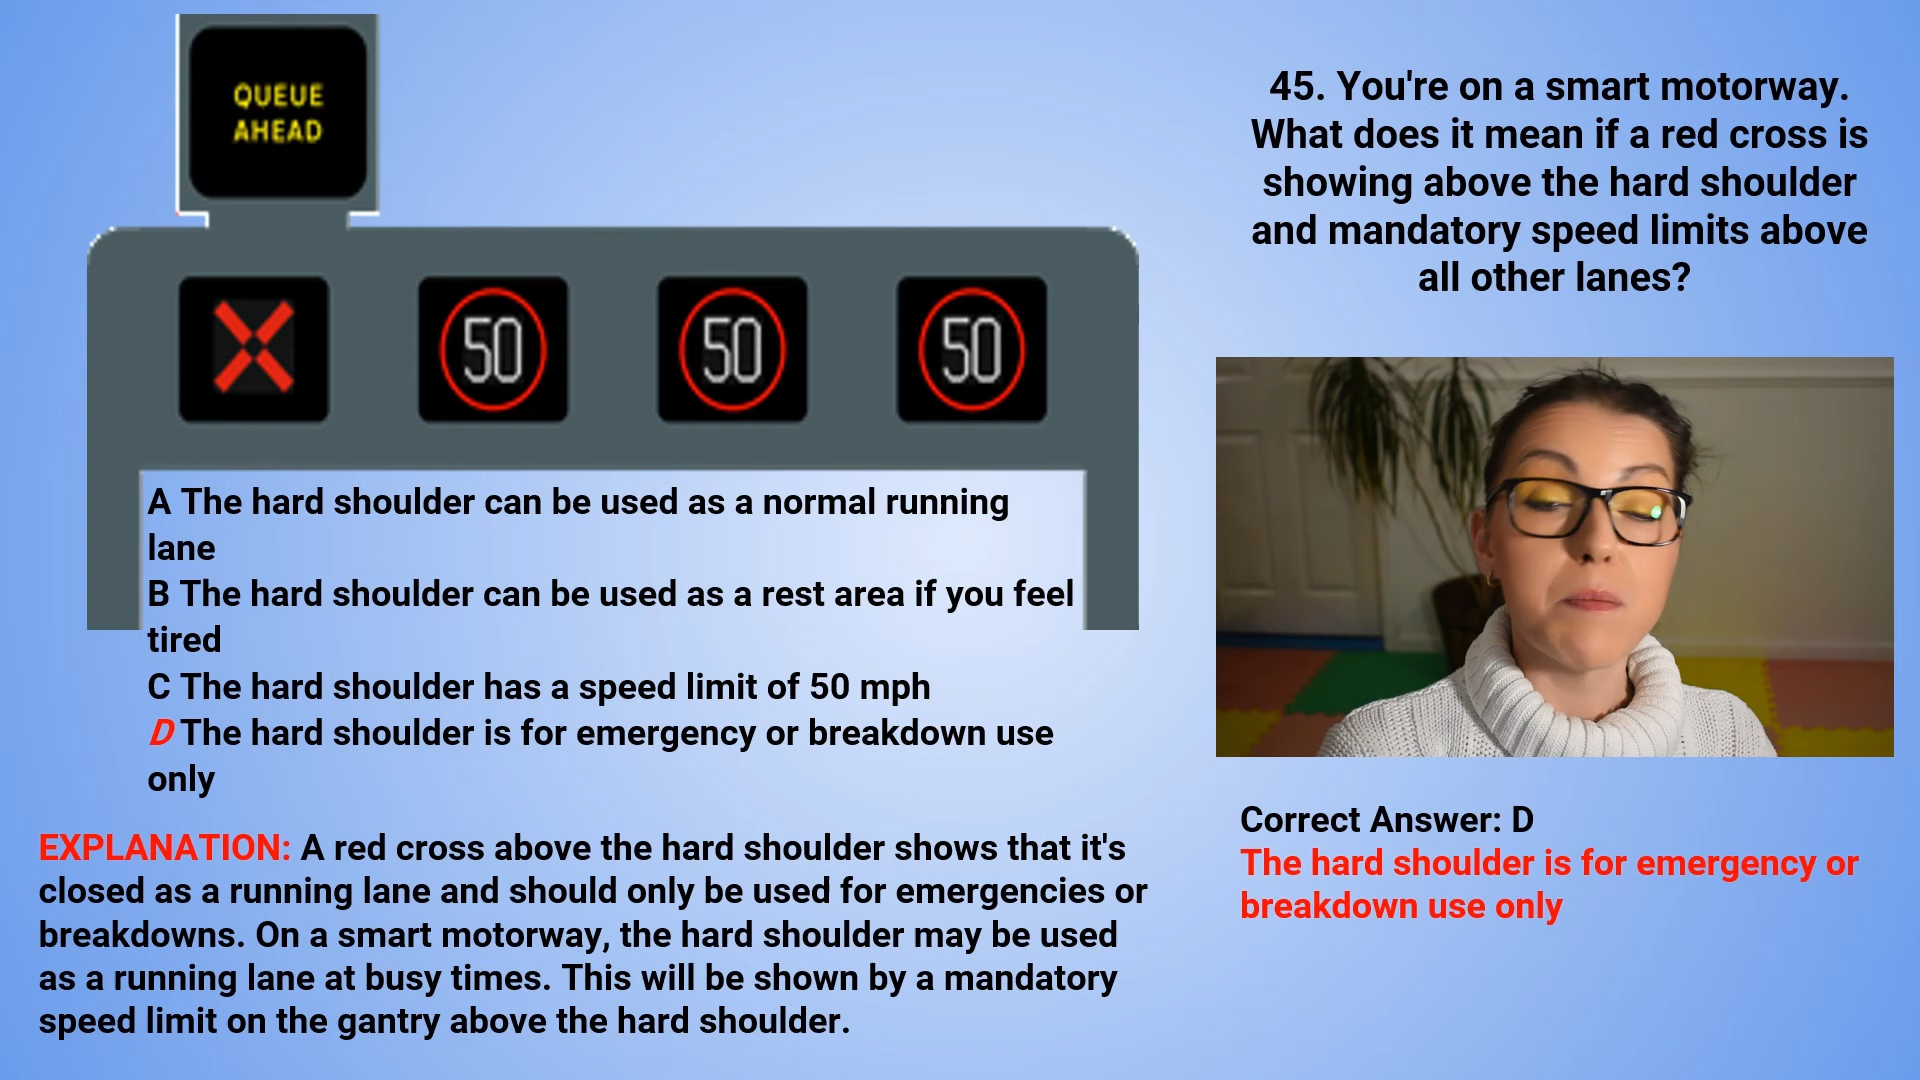 QUEUE
AHEAD
50 50 50
45. You're on a smart motorway.
What does it mean if a red cross is
showing above the hard shoulder
and mandatory speed limits above
all other lanes?
A The hard shoulder can be used as a normal running
lane
B The hard shoulder can be used as a rest area if you feel
tired
C The hard shoulder has a speed limit of 50 mph
D The hard shoulder is for emergency or breakdown use
only
EXPLANATION: A red cross above the hard shoulder shows that it's
closed as a running lane and should only be used for emergencies or
breakdowns. On a smart motorway, the hard shoulder may be used
as a running lane at busy times. This will be shown by a mandatory
speed limit on the gantry above the hard shoulder.
Correct Answer: D
The hard shoulder is for emergency or
breakdown use only